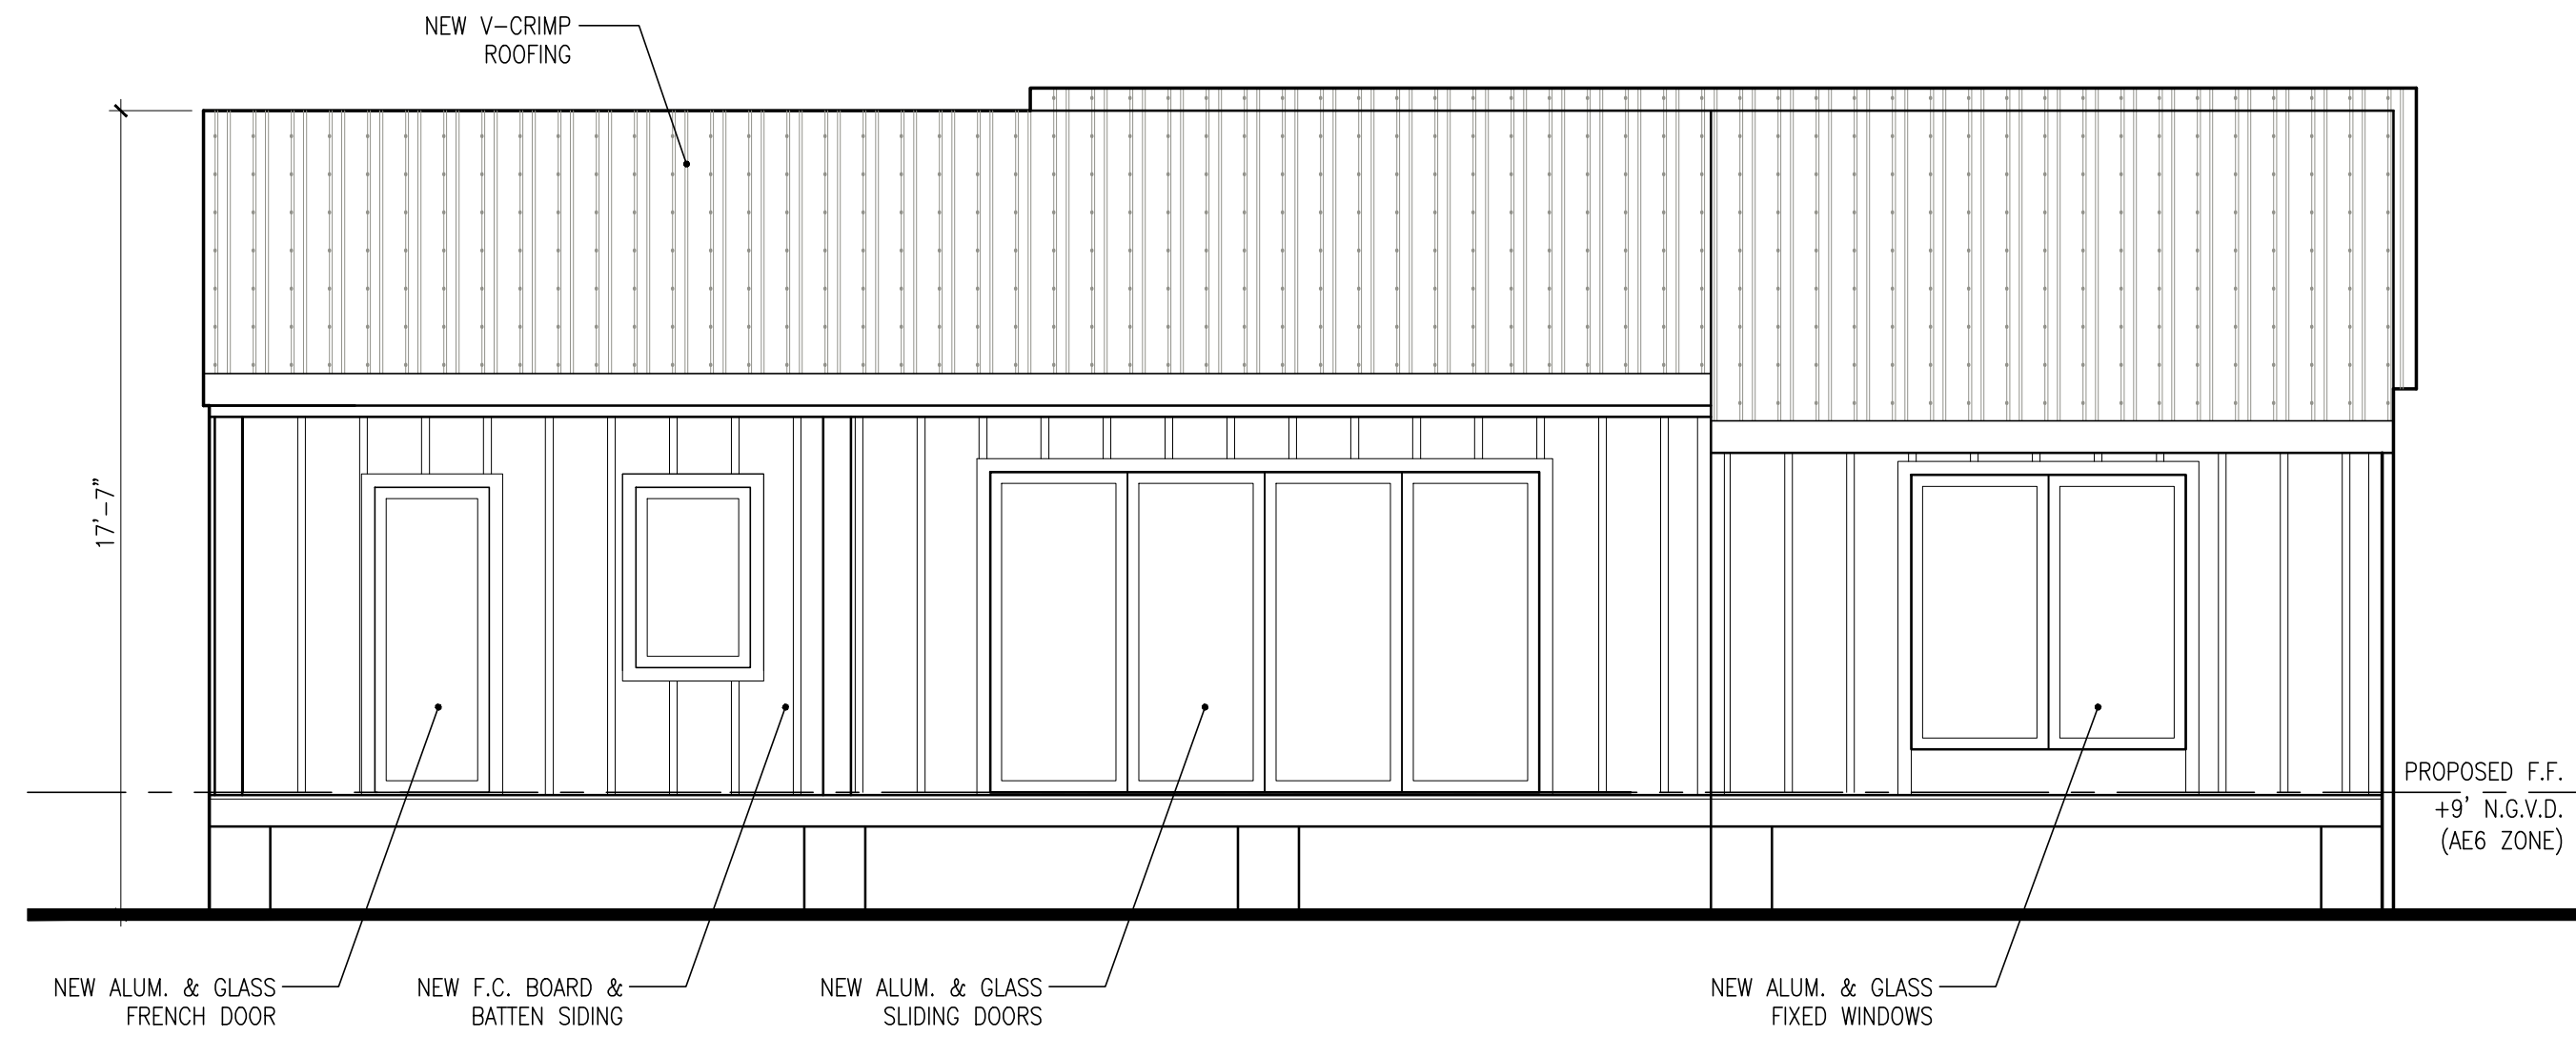 NEW V-CRIMP
ROOFING
17'-7"
PROPOSED F.F.
+9' N.G.V.D.
(AE6 ZONE)
NEW ALUM. & GLASS
FRENCH DOOR
NEW F.C. BOARD &
BATTEN SIDING
NEW ALUM. & GLASS
SLIDING DOORS
NEW ALUM. & GLASS
FIXED WINDOWS